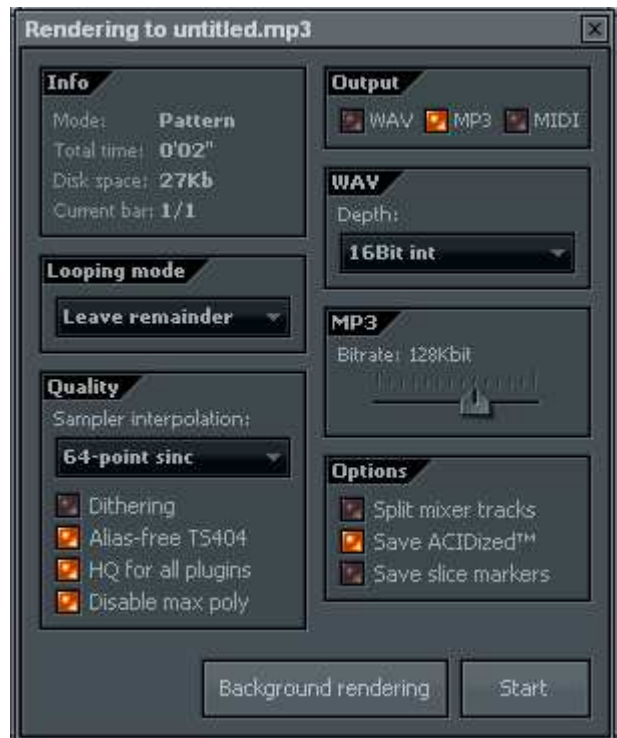 Rendering to untitled.mp3
Info
Mode: Pattern
Total time: 0'02"
Disk space: 27Kb
Current bar: 1/1
Looping mode
Leave remainder
Quality
Sampler interpolation:
64-point sinc
Dithering
Alias-free TS404
HQ for all plugins
Disable max poly
Output
WAV MP3 MIDI
WAV
Depth:
16Bit int
MP3
Bitrate: 128Kbit
Options
Split mixer tracks
Save ACIDized™
Save slice markers
Background rendering
Start